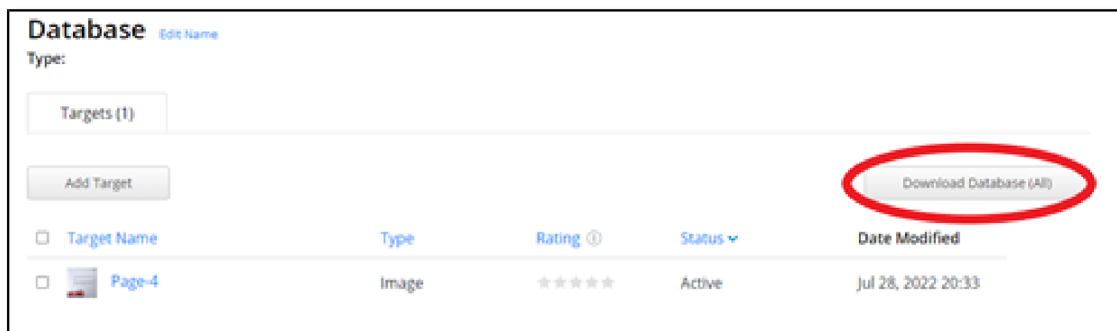 Database Edit Name
Type:
Targets (1)
Add Target Download Database (All)
Target Name Type Rating Status Date Modified
Page-4 Image Active Jul 28, 2022 20:33